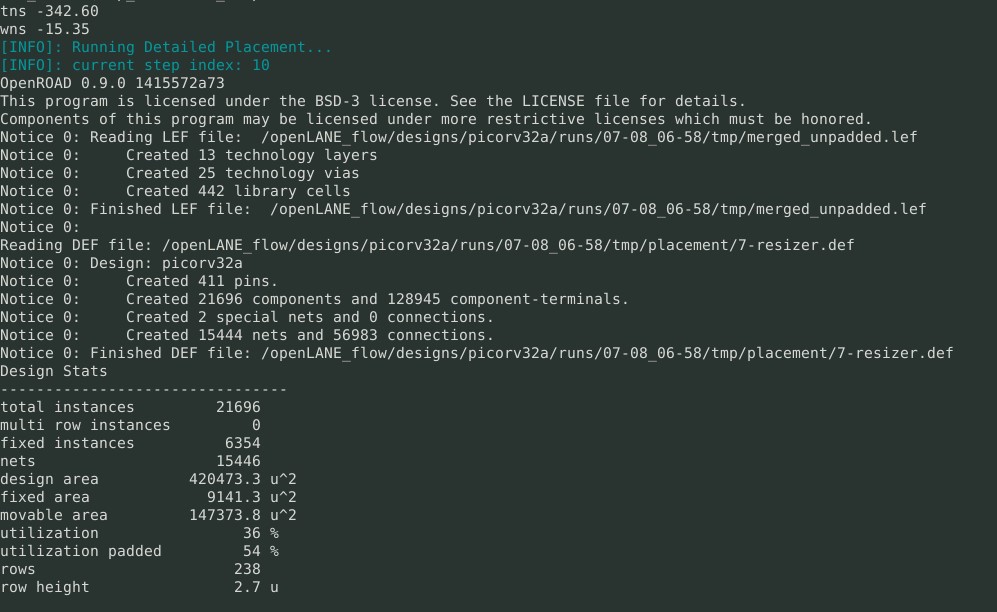 tns -342.60
wns -15.35
[INFO]: Running Detailed Placement...
[INFO]: current step index: 10
OpenROAD 0.9.0 1415572a73
This program is licensed under the BSD-3 license. See the LICENSE file for details.
Components of this program may be licensed under more restrictive licenses which must be honored.
Notice 0: Reading LEF file:  /openLANE_flow/designs/picorv32a/runs/07-08_06-58/tmp/merged_unpadded.lef
Notice 0:     Created 13 technology layers
Notice 0:     Created 25 technology vias
Notice 0:     Created 442 library cells
Notice 0: Finished LEF file:  /openLANE_flow/designs/picorv32a/runs/07-08_06-58/tmp/merged_unpadded.lef
Notice 0:
Reading DEF file: /openLANE_flow/designs/picorv32a/runs/07-08_06-58/tmp/placement/7-resizer.def
Notice 0: Design: picorv32a
Notice 0:     Created 411 pins.
Notice 0:     Created 21696 components and 128945 component-terminals.
Notice 0:     Created 2 special nets and 0 connections.
Notice 0:     Created 15444 nets and 56983 connections.
Notice 0: Finished DEF file: /openLANE_flow/designs/picorv32a/runs/07-08_06-58/tmp/placement/7-resizer.def
Design Stats
--------------------------------
total instances         21696
multi row instances         0
fixed instances          6354
nets                    15446
design area          420473.3 u^2
fixed area             9141.3 u^2
movable area         147373.8 u^2
utilization                36 %
utilization padded         54 %
rows                      238
row height                2.7 u